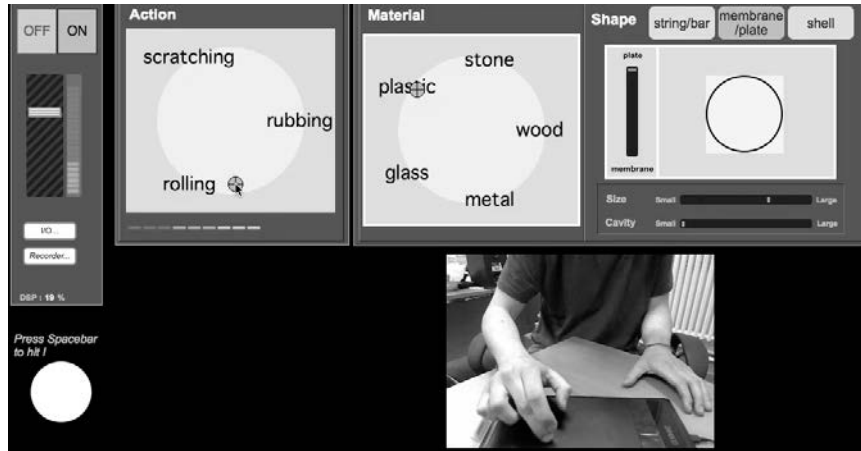 OFF ON
I/O...
Recorder...
DSP : 19 %
Press Spacebar
to hit !
Action
scratching
rubbing
rolling
Material
stone
plastic
wood
glass
metal
Shape
string/bar
membrane
/plate
shell
plate
membrane
Size Small Large
Cavity Small Large